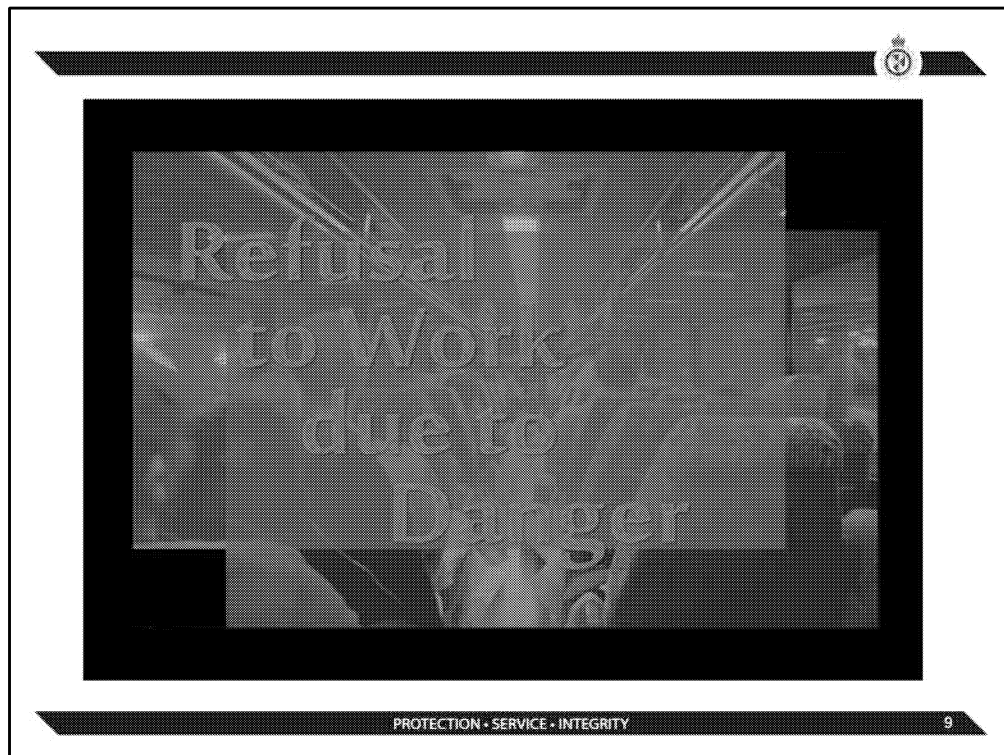 Refusal
to Work
due to
Danger
PROTECTION • SERVICE • INTEGRITY
9